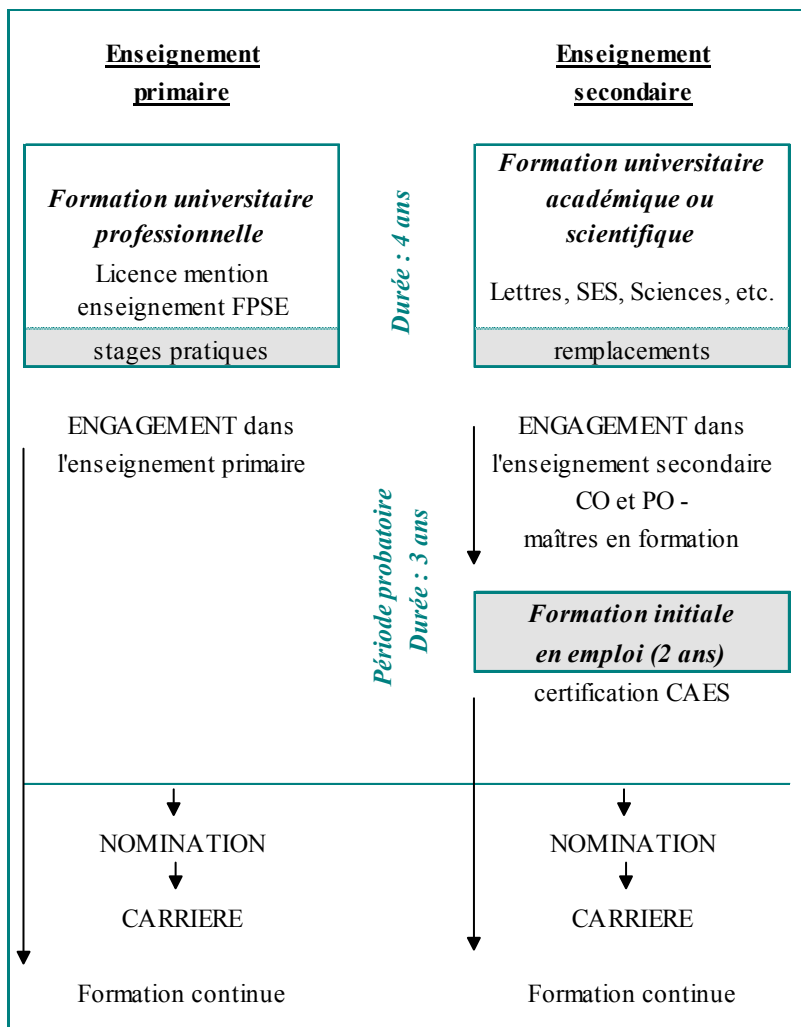 Enseignement
primaire
Formation universitaire
professionnelle
Licence mention
enseignement FPSE
stages pratiques
ENGAGEMENT dans
l'enseignement primaire
NOMINATION
CARRIERE
Formation continue
Durée : 4 ans
Période probatoire
Durée : 3 ans
Enseignement
secondaire
Formation universitaire
académique ou
scientifique
Lettres, SES, Sciences, etc.
remplacements
ENGAGEMENT dans
l'enseignement secondaire
CO et PO -
maîtres en formation
Formation initiale
en emploi (2 ans)
certification CAES
NOMINATION
CARRIERE
Formation continue